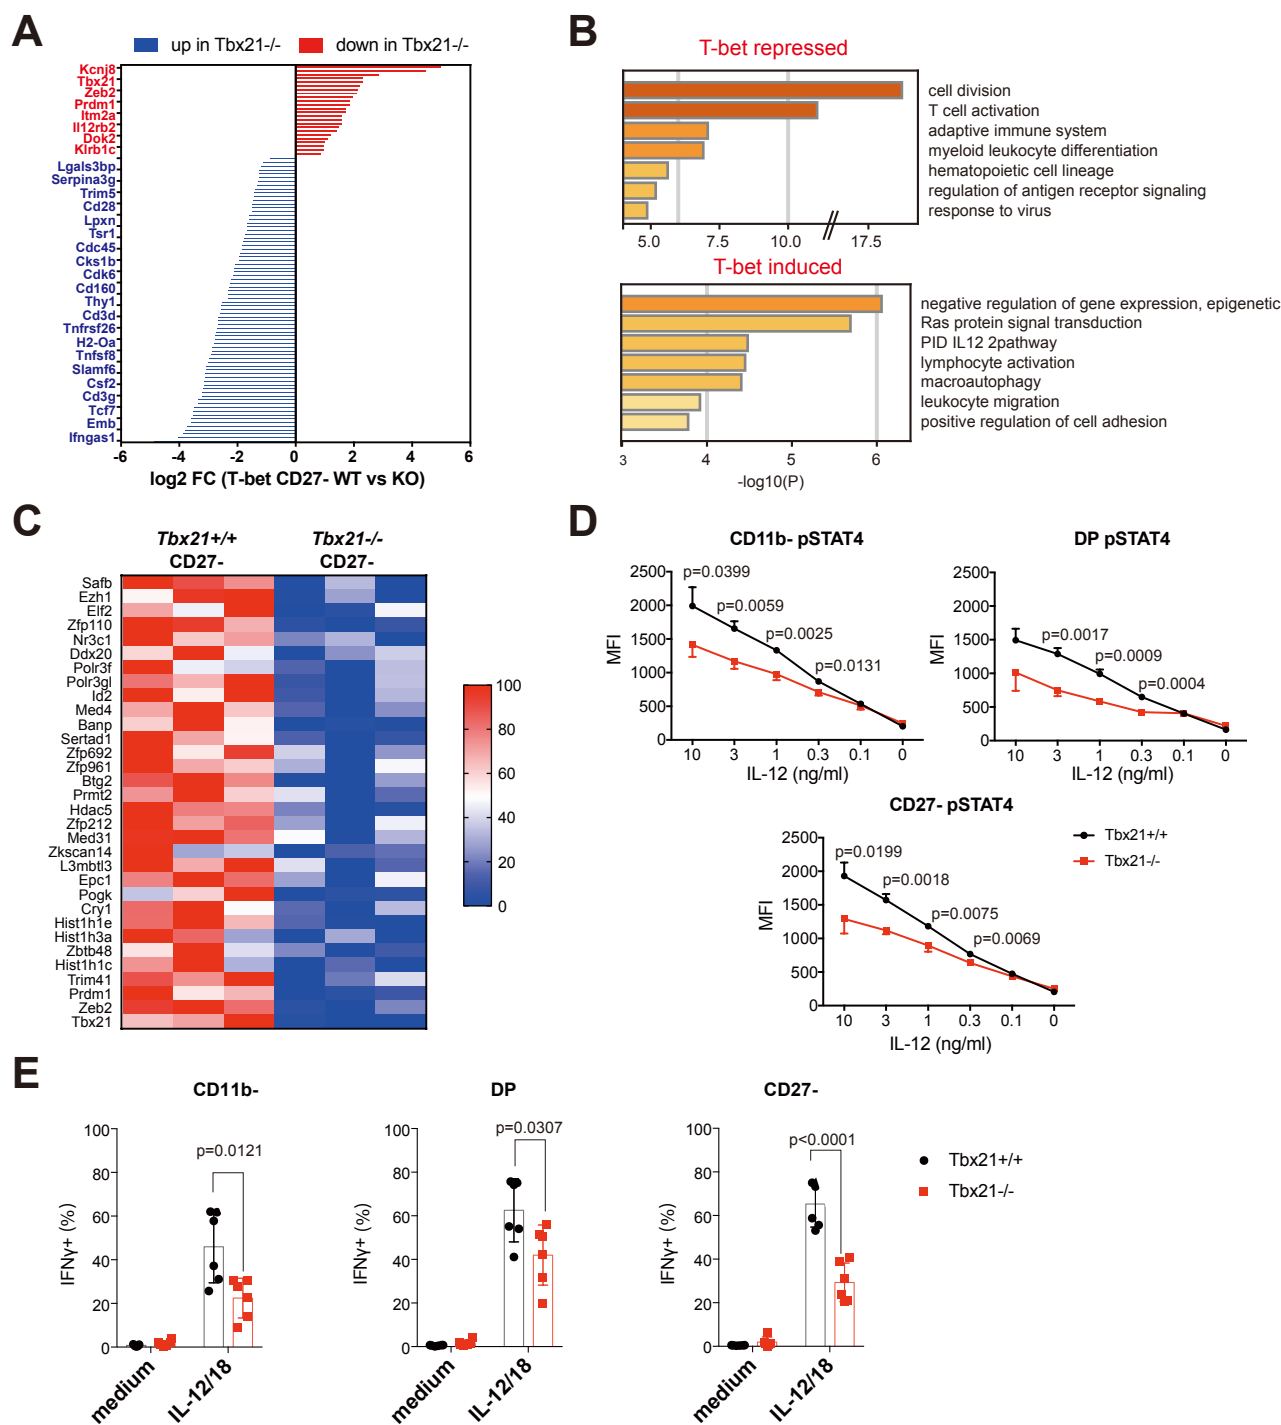 A
up in Tbx21-/-
down in Tbx21-/-
Kcnj8
Tbx21
Zeb2
Prdm1
Itm2a
Il12rb2
Dok2
Klrb1c
Lgals3bp
Serpina3g
Trim5
Cd28
Lpxn
Tsr1
Cdc45
Cks1b
Cdk6
Cd160
Thy1
Cd3d
Tnfrsf26
H2-Oa
Tnfsf8
Slamf6
Csf2
Cd3g
Tcf7
Emb
Ifngas1
-6 -4 -2 0 2 4 6
log2 FC (T-bet CD27- WT vs KO)
B
T-bet repressed
cell division
T cell activation
adaptive immune system
myeloid leukocyte differentiation
hematopoietic cell lineage
regulation of antigen receptor signaling
response to virus
5.0 7.5 10.0 17.5
T-bet induced
negative regulation of gene expression, epigenetic
Ras protein signal transduction
PID IL12 2pathway
lymphocyte activation
macroautophagy
leukocyte migration
positive regulation of cell adhesion
3 4 5 6
-log10(P)
C
Tbx21+/+ Tbx21-/-
CD27- CD27-
Safb
Ezh1
Elf2
Zfp110
Nr3c1
Ddx20
Polr3f
Polr3gl
Id2
Med4
Banp
Sertad1
Zfp692
Zfp961
Btg2
Prmt2
Hdac5
Zfp212
Med31
Zkscan14
L3mbtl3
Epc1
Pogk
Cry1
Hist1h1e
Hist1h3a
Zbtb48
Hist1h1c
Trim41
Prdm1
Zeb2
Tbx21
100
80
60
40
20
0
D
CD11b- pSTAT4
2500
2000
1500
1000
500
0
MFI
p=0.0399
p=0.0059
p=0.0025
p=0.0131
10 3 1 0.3 0.1 0
IL-12 (ng/ml)
DP pSTAT4
2500
2000
1500
1000
500
0
MFI
p=0.0017
p=0.0009
p=0.0004
10 3 1 0.3 0.1 0
IL-12 (ng/ml)
CD27- pSTAT4
2500
2000
1500
1000
500
0
MFI
p=0.0199
p=0.0018
p=0.0075
p=0.0069
10 3 1 0.3 0.1 0
IL-12 (ng/ml)
Tbx21+/+
Tbx21-/-
E
CD11b-
100
80
60
40
20
0
IFNγ+ (%)
p=0.0121
medium IL-12/18
DP
100
80
60
40
20
0
IFNγ+ (%)
p=0.0307
medium IL-12/18
CD27-
100
80
60
40
20
0
IFNγ+ (%)
p<0.0001
medium IL-12/18
Tbx21+/+
Tbx21-/-